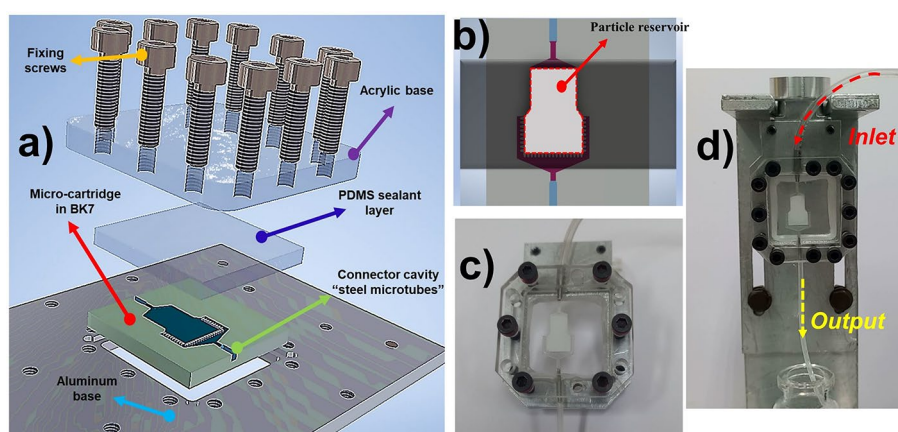 a)
Fixing
screws
Acrylic base
Micro-cartridge
in BK7
PDMS sealant
layer
Connector cavity
“steel microtubes”
Aluminum
base
b)
Particle reservoir
c)
d)
Inlet
Output